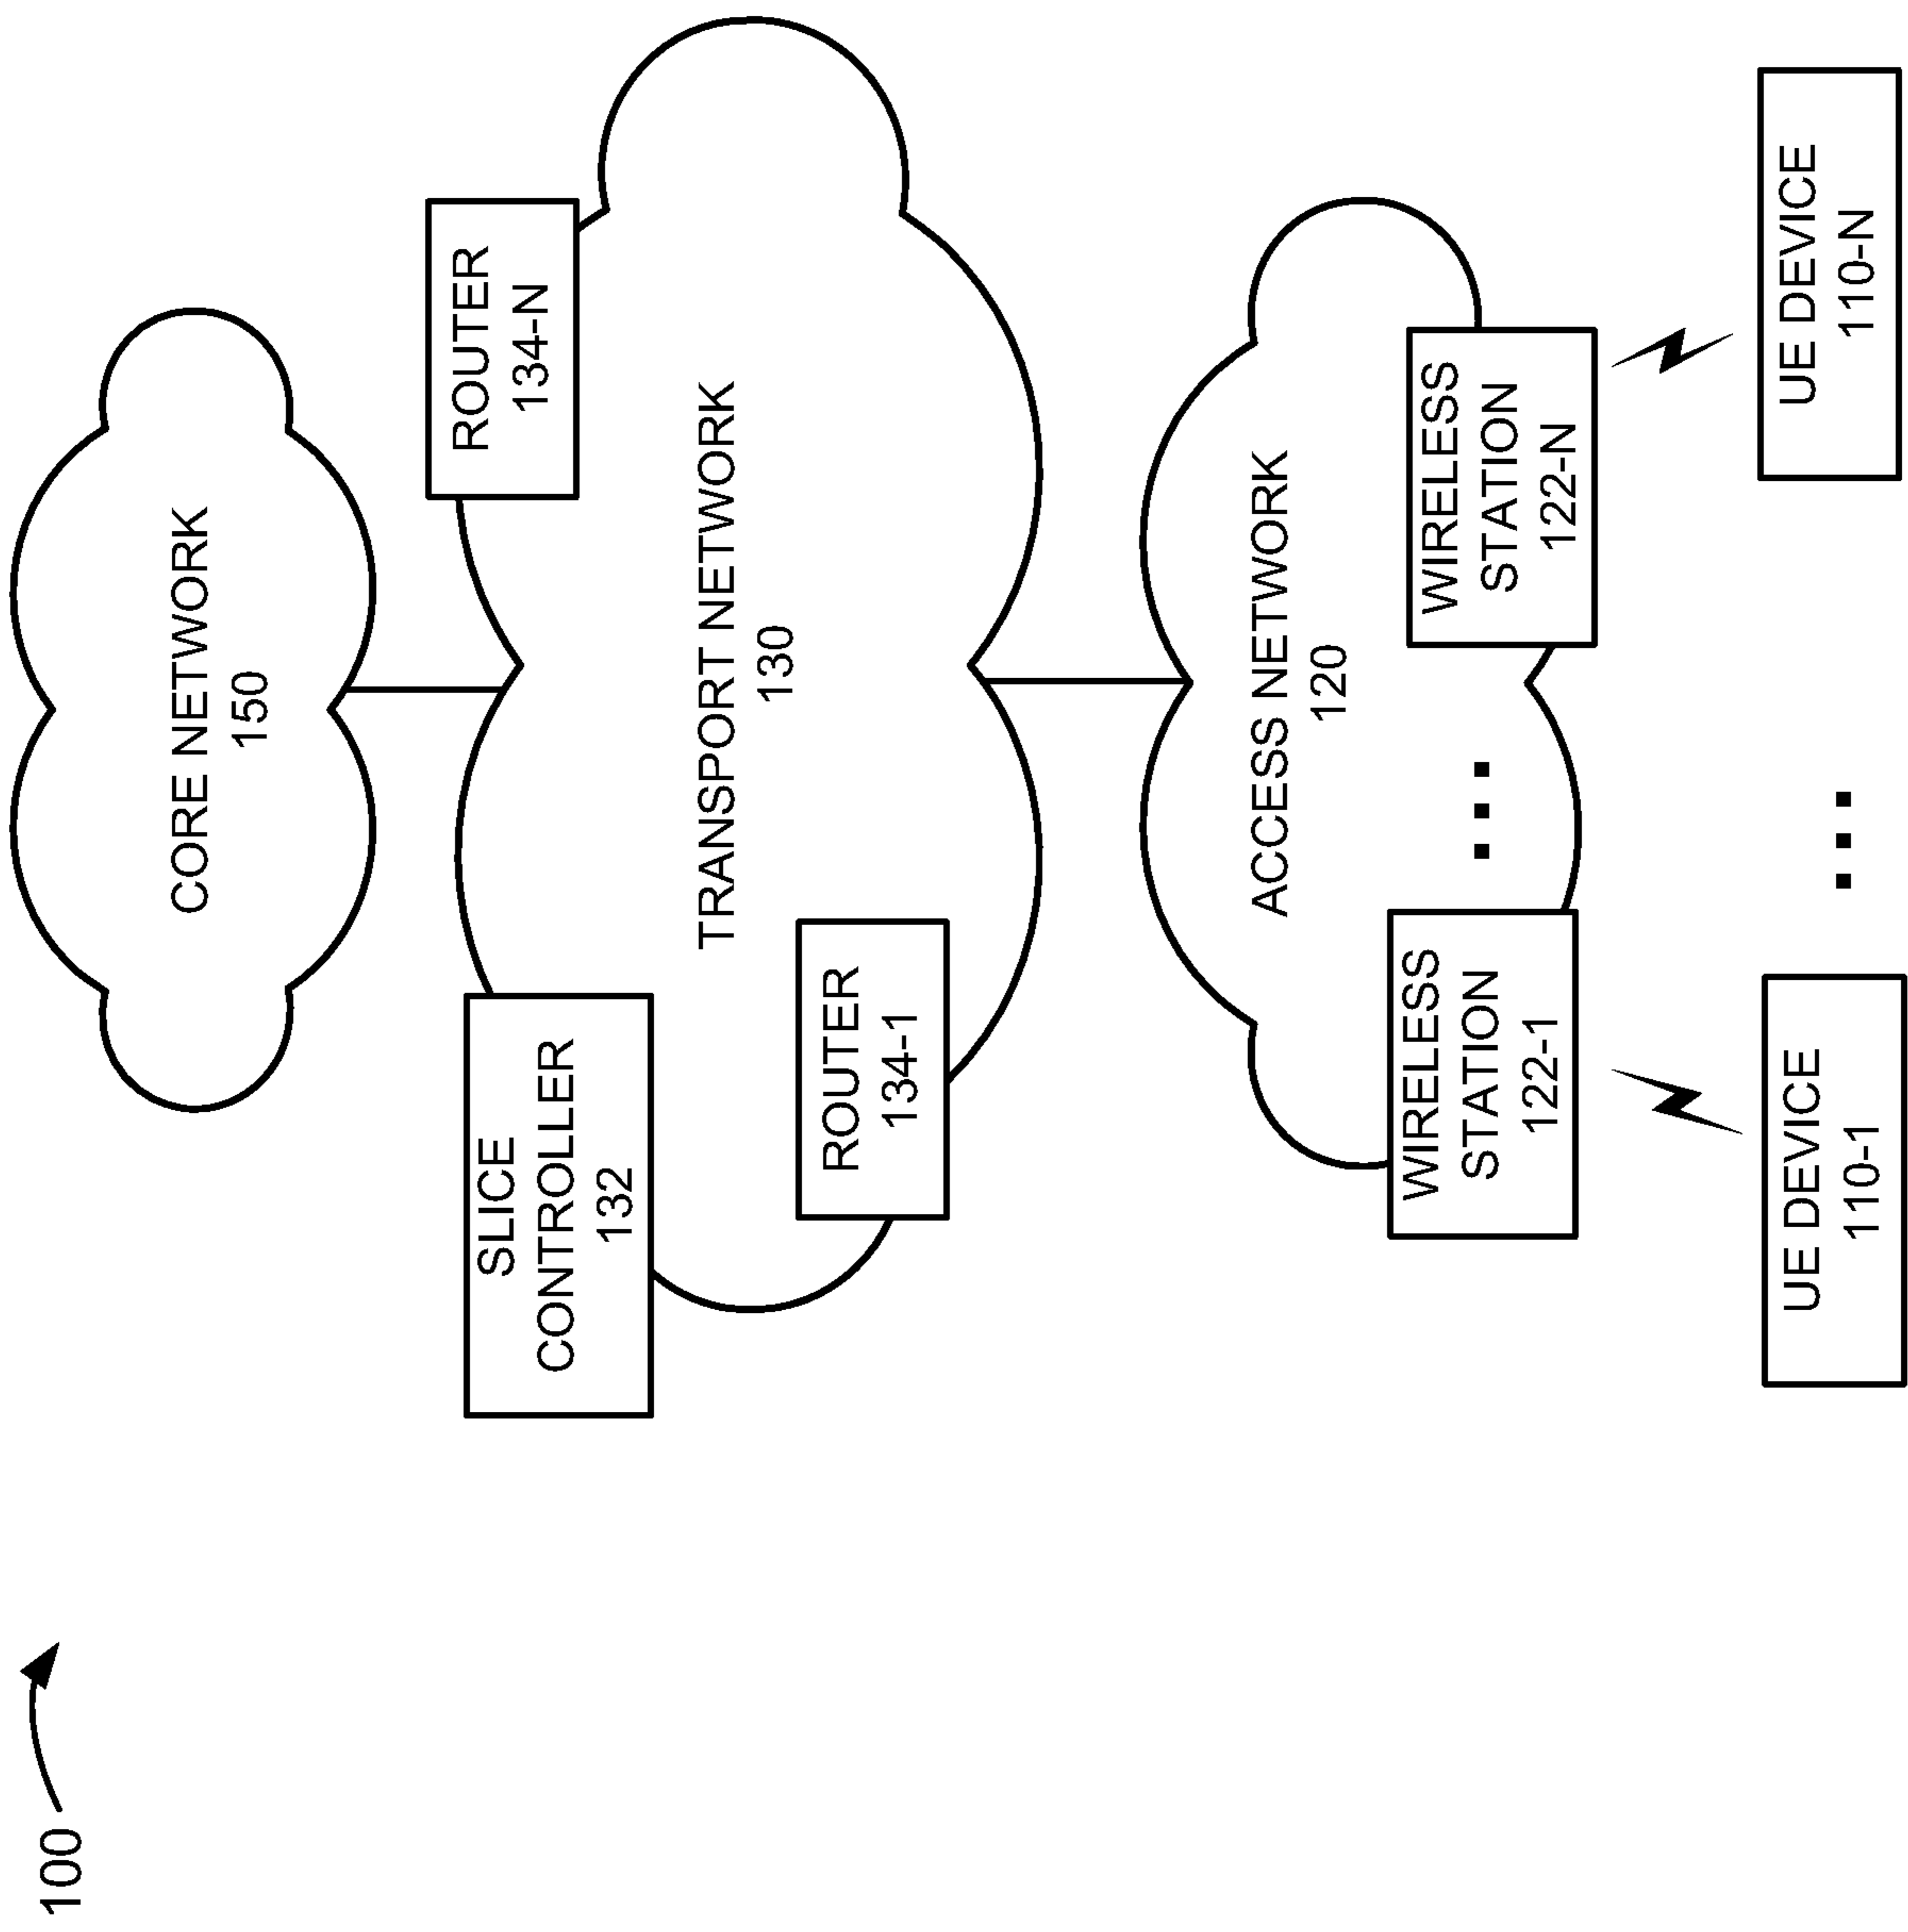 100
CORE NETWORK
150
SLICE
CONTROLLER
132
ROUTER
134-N
TRANSPORT NETWORK
130
ROUTER
134-1
ACCESS NETWORK
120
WIRELESS
STATION
122-1
WIRELESS
STATION
122-N
UE DEVICE
110-1
UE DEVICE
110-N